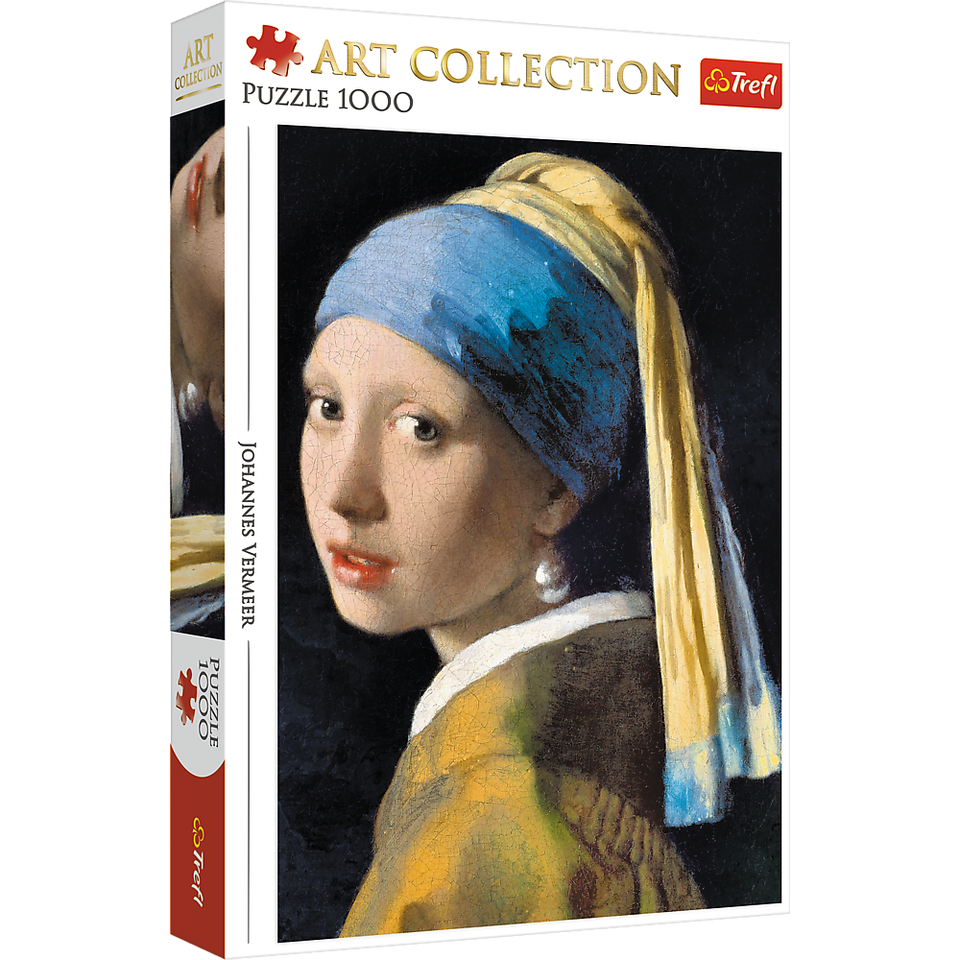 ART COLLECTION
Trefl
PUZZLE 1000
JOHANNES VERMEER
ART
COLLECTION
PUZZLE
1000
Trefl